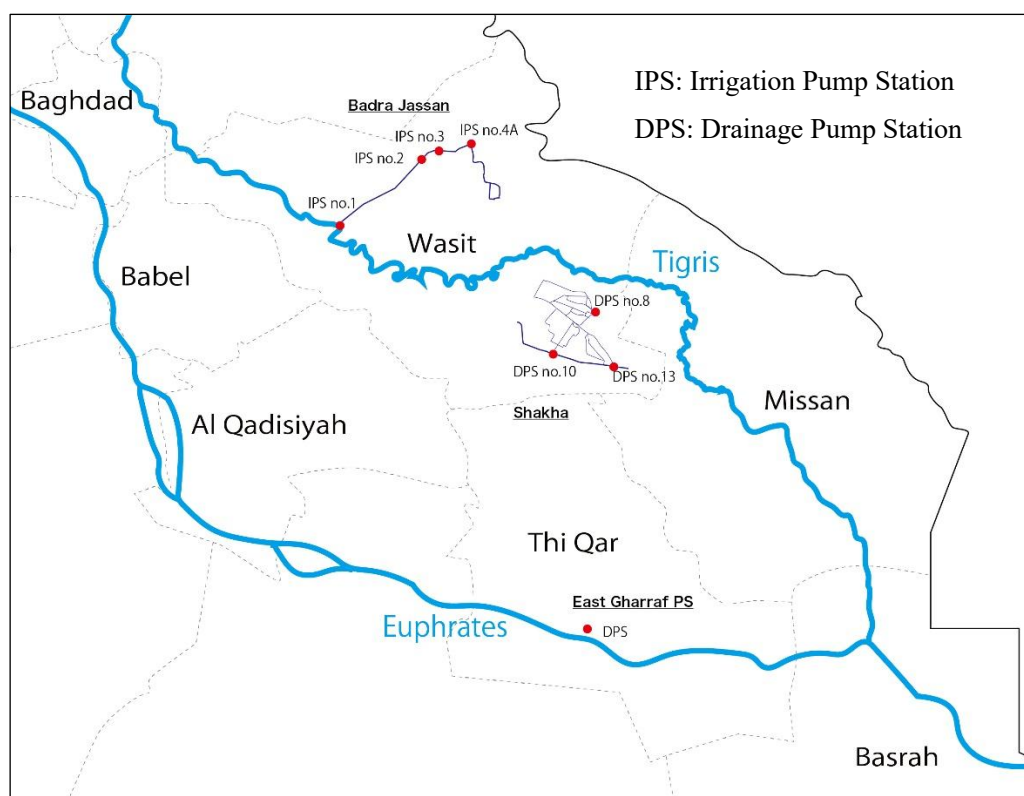 IPS: Irrigation Pump Station
DPS: Drainage Pump Station
Baghdad
Badra Jassan
IPS no.3
IPS no.4A
IPS no.2
IPS no.1
Wasit
Tigris
Babel
DPS no.8
DPS no.10
DPS no.13
Shakha
Missan
Al Qadisiyah
Thi Qar
East Gharraf PS
DPS
Euphrates
Basrah